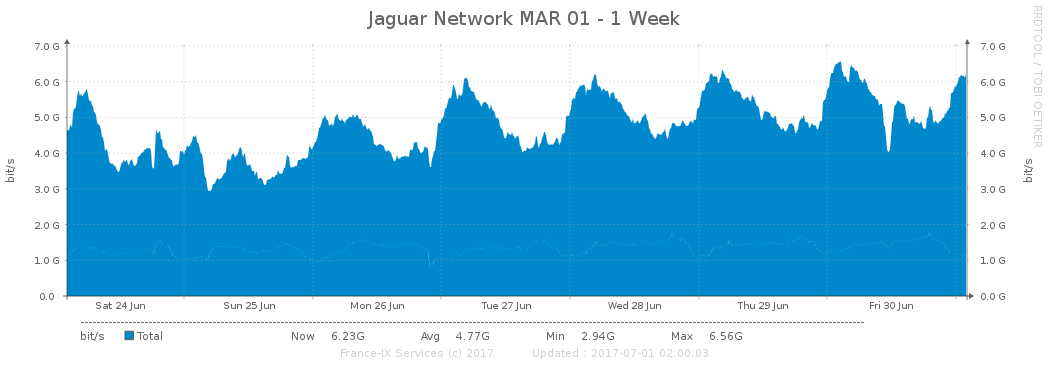 Jaguar Network MAR 01 - 1 Week
RRDTOOL / TOBI OETIKER
7.0 G 7.0 G
6.0 G 6.0 G
5.0 G 5.0 G
4.0 G 4.0 G
bit/s bit/s
3.0 G 3.0 G
2.0 G 2.0 G
1.0 G 1.0 G
0.0 0.0 G
Sat 24 Jun Sun 25 Jun Mon 26 Jun Tue 27 Jun Wed 28 Jun Thu 29 Jun Fri 30 Jun
bit/s Total Now 6.23G Avg 4.77G Min 2.94G Max 6.56G
France-IX Services (c) 2017 Updated : 2017-07-01 02:00:03